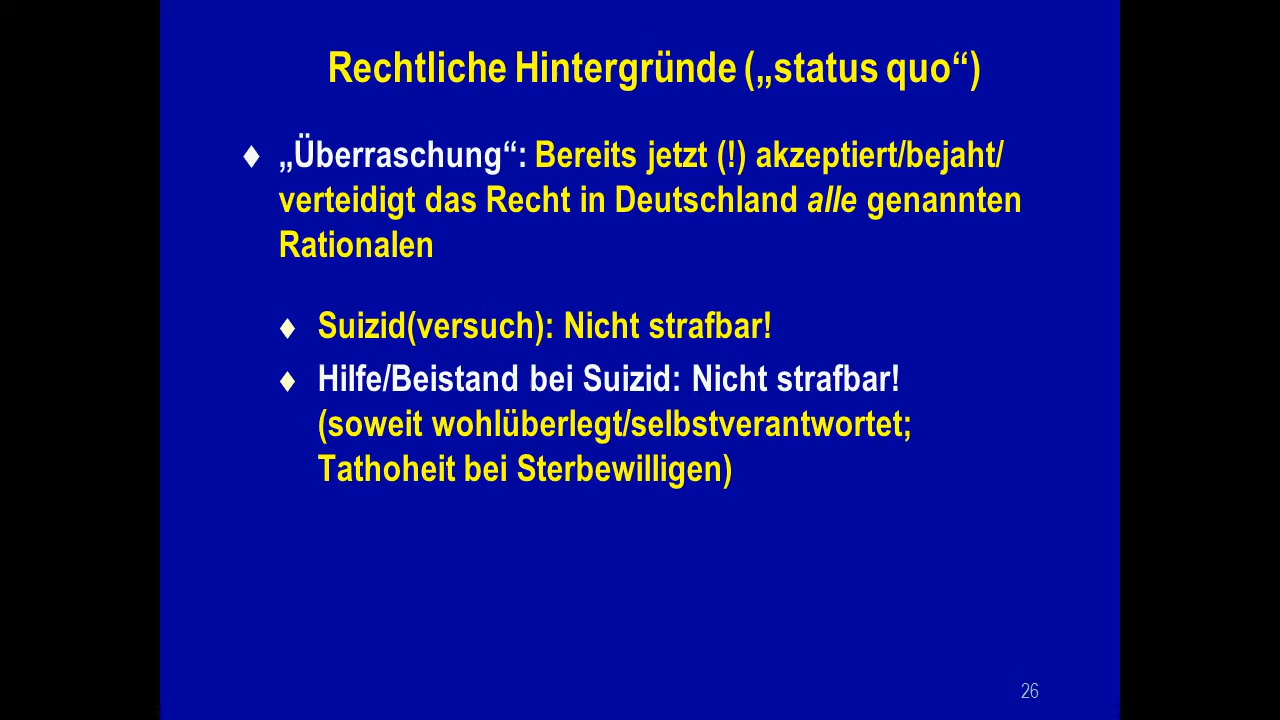 Rechtliche Hintergründe („status quo“)
♦ „Überraschung“: Bereits jetzt (!) akzeptiert/bejaht/
verteidigt das Recht in Deutschland alle genannten
Rationalen
♦ Suizid(versuch): Nicht strafbar!
♦ Hilfe/Beistand bei Suizid: Nicht strafbar!
(soweit wohlüberlegt/selbstverantwortet;
Tathoheit bei Sterbewilligen)
26